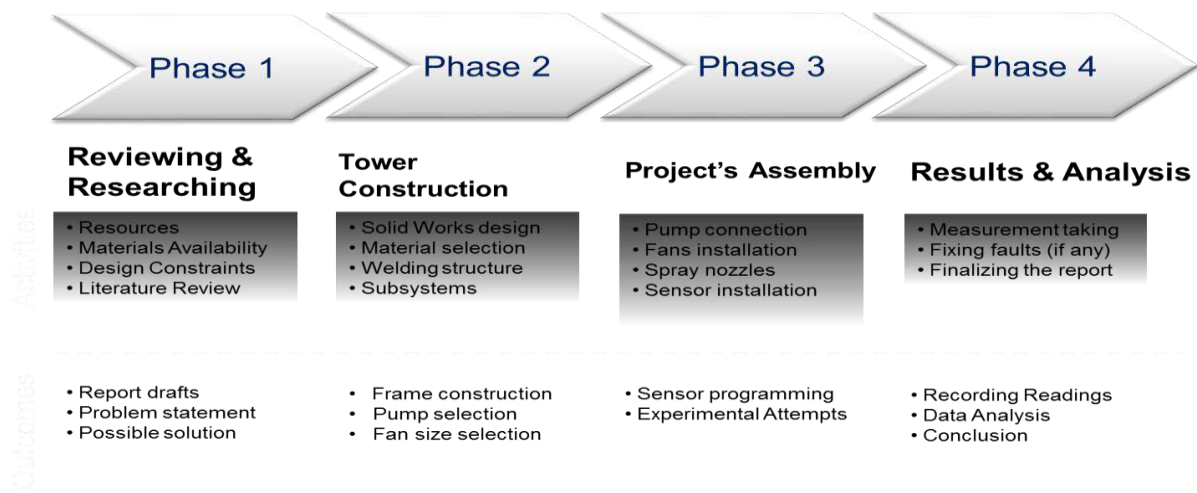 Phase 1
Phase 2
Phase 3
Phase 4
Reviewing &
Researching
Tower
Construction
Project's Assembly
Results & Analysis
Activities
• Resources
• Materials Availability
• Design Constraints
• Literature Review
• Solid Works design
• Material selection
• Welding structure
• Subsystems
• Pump connection
• Fans installation
• Spray nozzles
• Sensor installation
• Measurement taking
• Fixing faults (if any)
• Finalizing the report
Outcomes
• Report drafts
• Problem statement
• Possible solution
• Frame construction
• Pump selection
• Fan size selection
• Sensor programming
• Experimental Attempts
• Recording Readings
• Data Analysis
• Conclusion